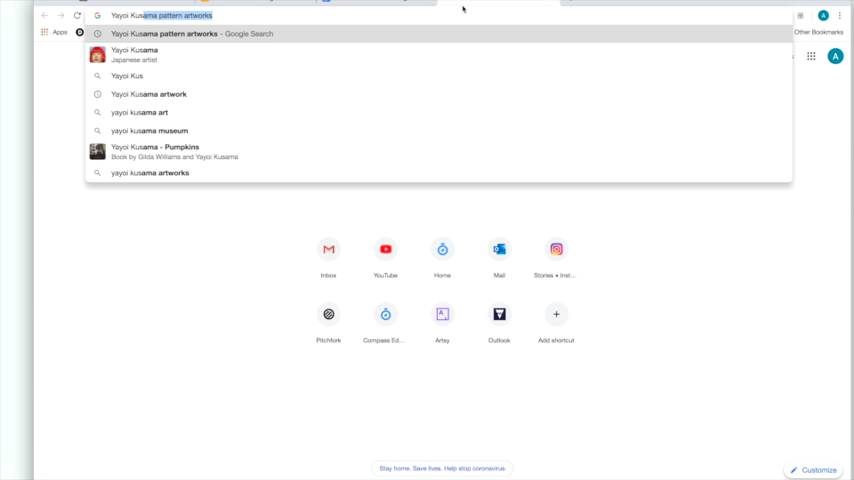 Yayoi Kusama pattern artworks
Yayoi Kusama pattern artworks - Google Search
Apps
Other Bookmarks
A
Yayoi Kusama
Japanese artist
A
Yayoi Kus
Yayoi Kusama artwork
yayoi kusama art
yayoi kusama museum
Yayoi Kusama - Pumpkins
Book by Gilda Williams and Yayoi Kusama
yayoi kusama artworks
Inbox YouTube Home Mail Stories • Inst...
Pitchfork Compass Ed... Artsy Outlook Add shortcut
Stay home. Save lives. Help stop coronavirus
Customize